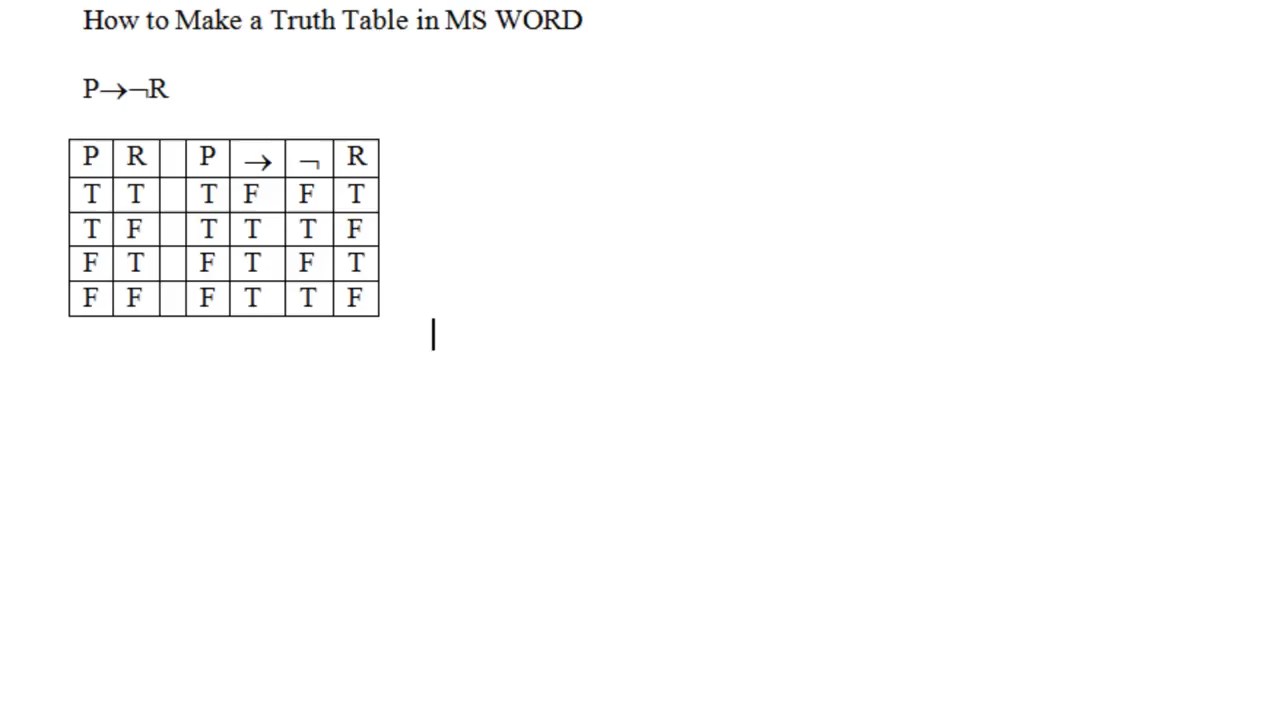 How to Make a Truth Table in MS WORD
P→¬R
P R P → ¬ R
T T T F F T
T F T T T F
F T F T F T
F F F T T F